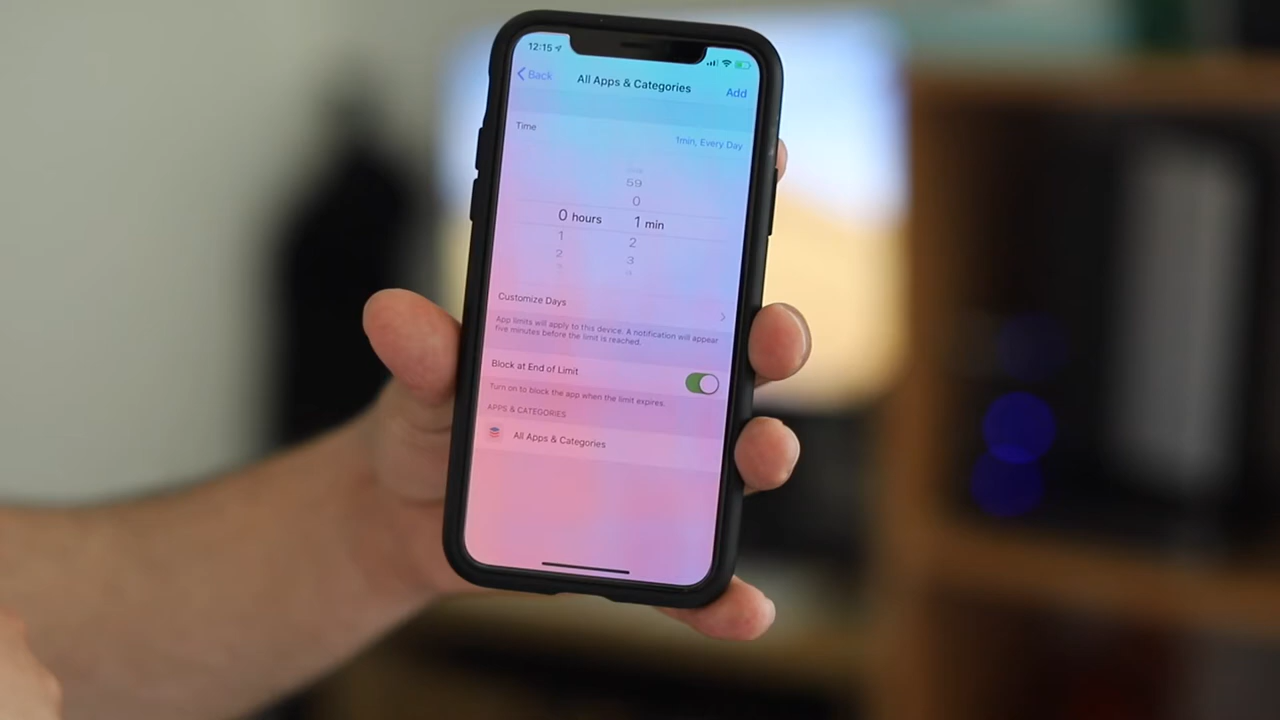 12:15
Back
All Apps & Categories
Add
Time
1min, Every Day
59
0
0 hours 1 min
1 2
2 3
Customize Days
App limits will apply to this device. A notification will appear
five minutes before the limit is reached.
Block at End of Limit
Turn on to block the app when the limit expires.
APPS & CATEGORIES
All Apps & Categories